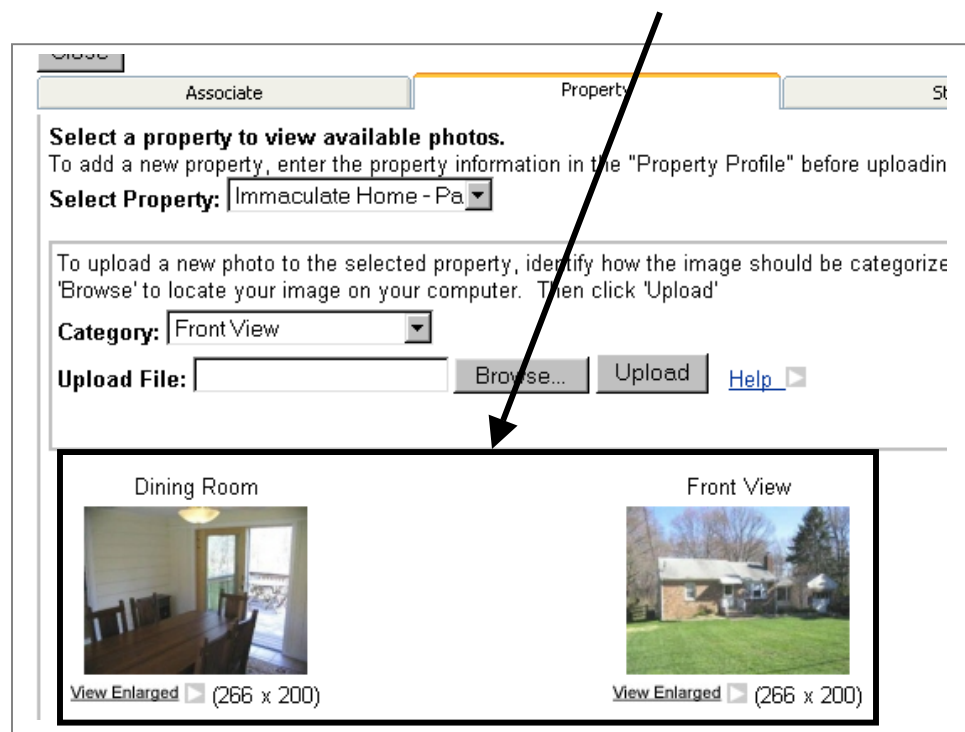 Close
Associate Property St
Select a property to view available photos.
To add a new property, enter the property information in the "Property Profile" before uploadin
Select Property: Immaculate Home - Pa
To upload a new photo to the selected property, identify how the image should be categorize
'Browse' to locate your image on your computer. Then click 'Upload'
Category: Front View
Upload File: Browse... Upload Help
Dining Room Front View
View Enlarged (266 x 200) View Enlarged (266 x 200)